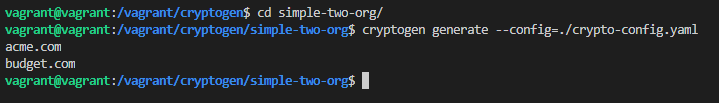 vagrant@vagrant:/vagrant/cryptogen$ cd simple-two-org/
vagrant@vagrant:/vagrant/cryptogen/simple-two-org$ cryptogen generate --config=./crypto-config.yaml
acme.com
budget.com
vagrant@vagrant:/vagrant/cryptogen/simple-two-org$